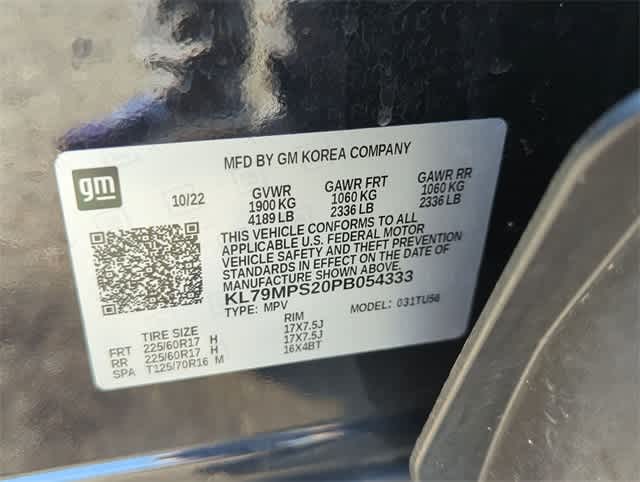 MFD BY GM KOREA COMPANY
gm
10/22 GVWR GAWR FRT GAWR RR
1900 KG 1060 KG 1060 KG
4189 LB 2336 LB 2336 LB
THIS VEHICLE CONFORMS TO ALL
APPLICABLE U.S. FEDERAL MOTOR
VEHICLE SAFETY AND THEFT PREVENTION
STANDARDS IN EFFECT ON THE DATE OF
MANUFACTURE SHOWN ABOVE.
KL79MPS20PB054333
TYPE: MPV MODEL: 031TU56
TIRE SIZE RIM
FRT 225/60R17 H 17X7.5J
RR 225/60R17 H 17X7.5J
SPA T125/70R16 M 16X4BT